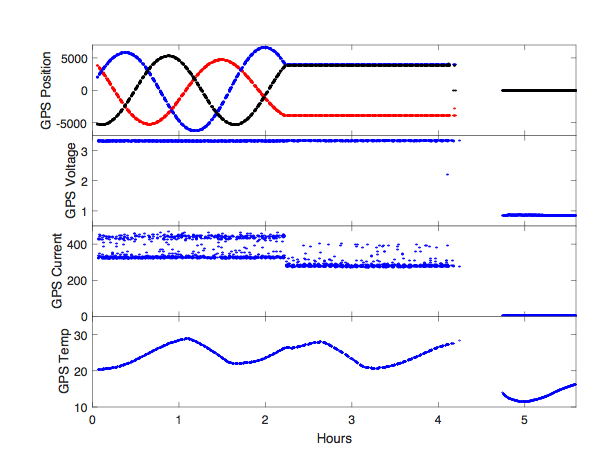 GPS Position
5000
0
-5000
GPS Voltage
3
2
1
GPS Current
400
200
0
GPS Temp
30
20
10
0 1 2 3 4 5
Hours